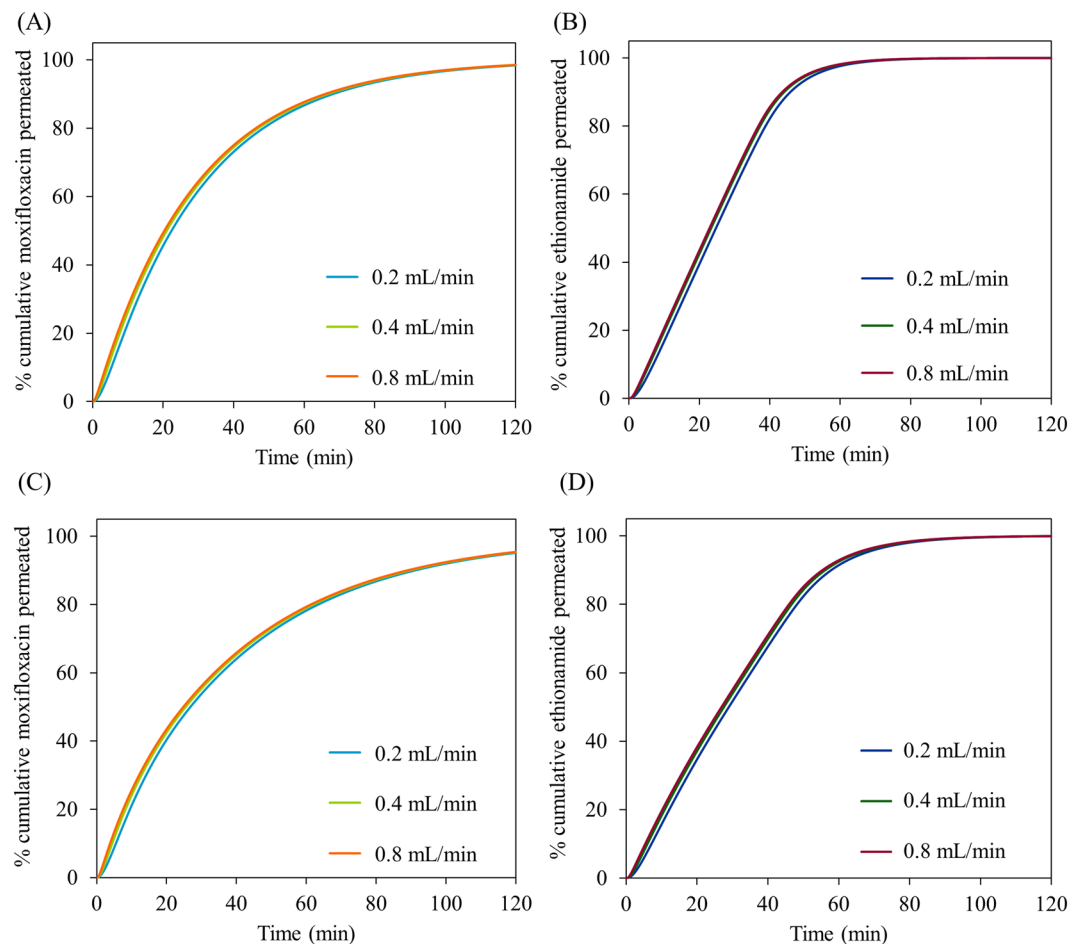 (A)
% cumulative moxifloxacin permeated
100
80
60
40
20
0
0.2 mL/min
0.4 mL/min
0.8 mL/min
0 20 40 60 80 100 120
Time (min)
(B)
% cumulative ethionamide permeated
100
80
60
40
20
0
0.2 mL/min
0.4 mL/min
0.8 mL/min
0 20 40 60 80 100 120
Time (min)
(C)
% cumulative moxifloxacin permeated
100
80
60
40
20
0
0.2 mL/min
0.4 mL/min
0.8 mL/min
0 20 40 60 80 100 120
Time (min)
(D)
% cumulative ethionamide permeated
100
80
60
40
20
0
0.2 mL/min
0.4 mL/min
0.8 mL/min
0 20 40 60 80 100 120
Time (min)